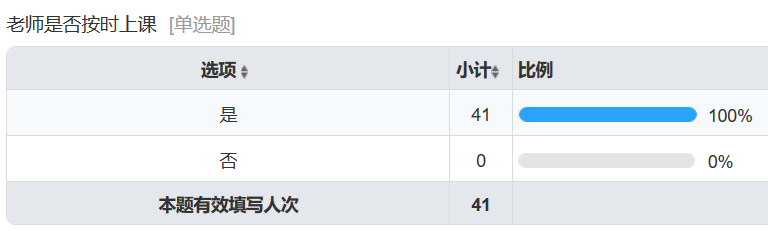 老师是否按时上课 [单选题]
选项 小计 比例
是 41 100%
否 0 0%
本题有效填写人次 41